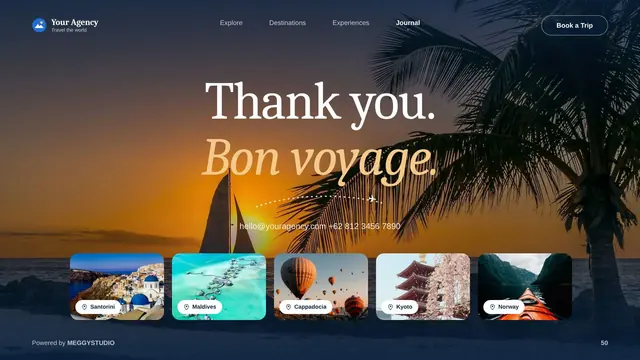 Your Agency
Travel the world
Explore
Destinations
Experiences
Journal
Book a Trip
Thank you.
Bon voyage.
hello@youragency.com +62 812 3456 7890
Santorini
Maldives
Cappadocia
Kyoto
Norway
Powered by MEGGYSTUDIO
50